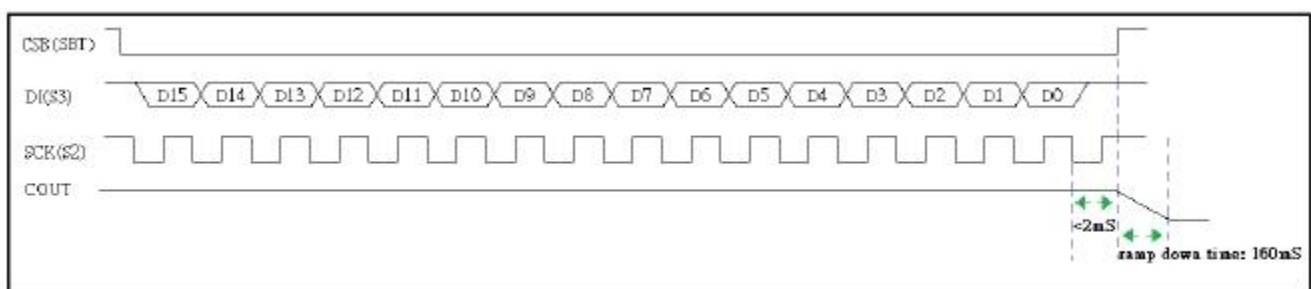 CSB(SBT)
DI(S3) D15 D14 D13 D12 D11 D10 D9 D8 D7 D6 D5 D4 D3 D2 D1 D0
SCK(S2)
COUT
<2mS
ramp down time: 160mS